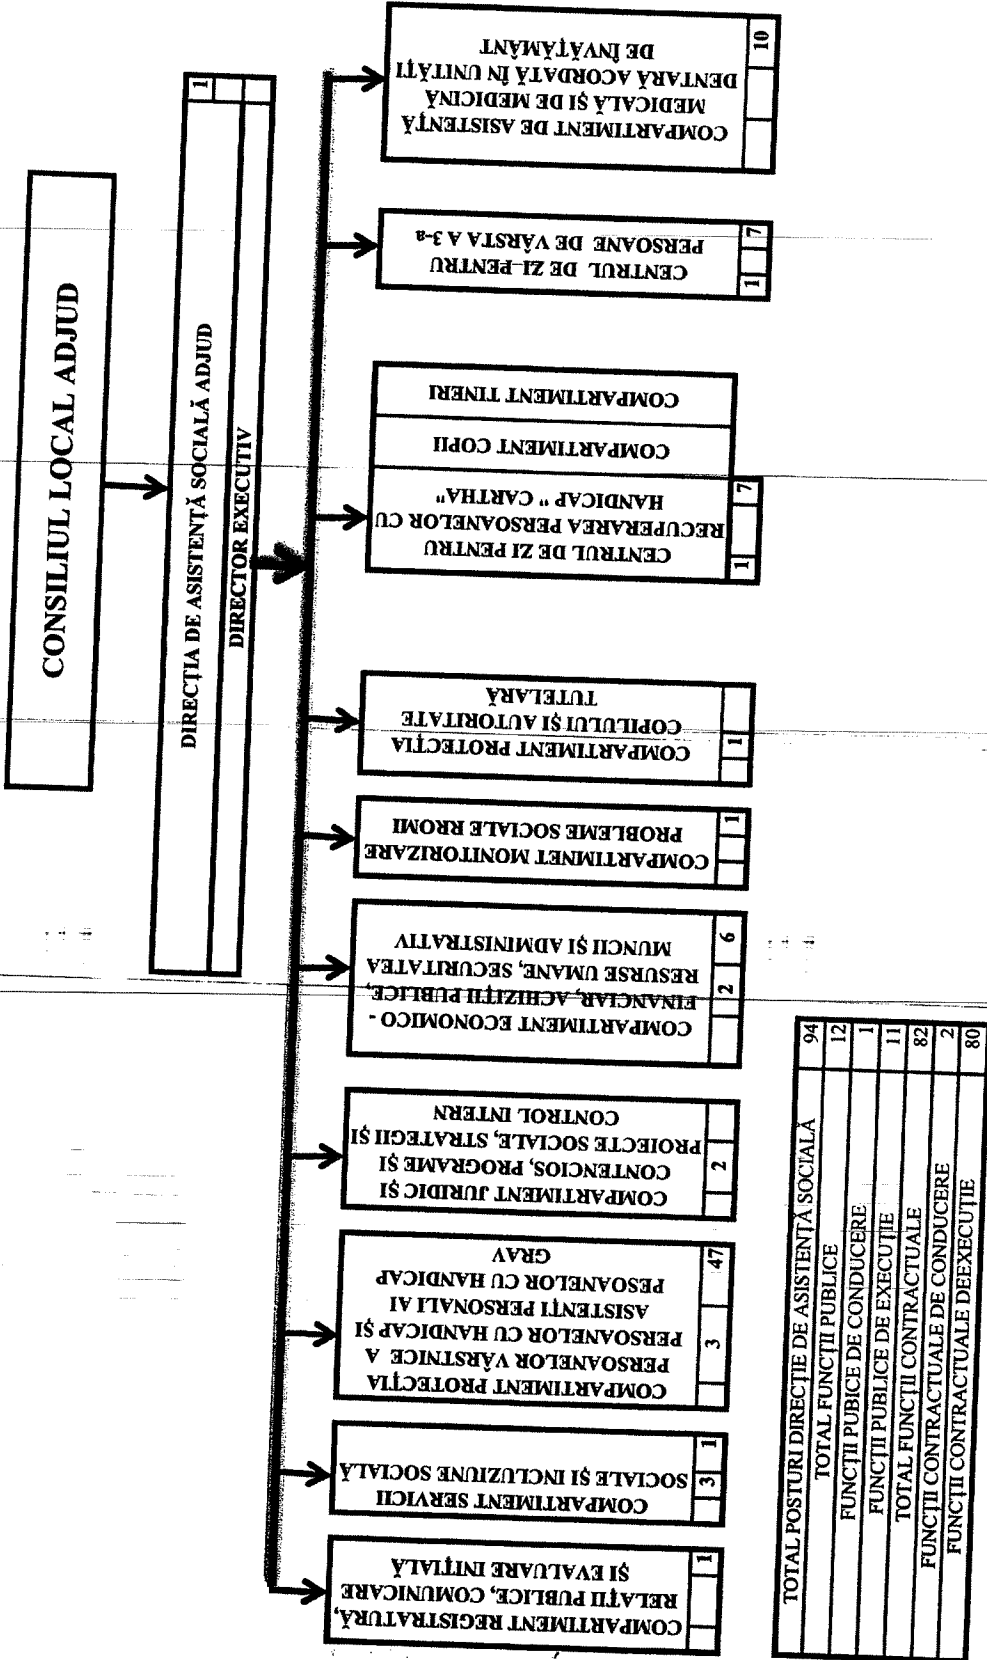 CONSILIUL LOCAL ADJUD
DIRECȚIA DE ASISTENȚĂ SOCIALĂ ADJUD 1
DIRECTOR EXECUTIV
COMPARTIMENT REGISTRATURĂ,
RELAȚII PUBLICE, COMUNICARE
ȘI EVALUARE INIȚIALĂ
1
COMPARTIMENT SERVICII
SOCIALE ȘI INCLUZIUNE SOCIALĂ
3 1
COMPARTIMENT PROTECȚIA
PERSOANELOR VÂRSTNICE A
PERSOANELOR CU HANDICAP ȘI
ASISTENȚI PERSONALI AI
PESOANELOR CU HANDICAP
GRAV
3 47
COMPARTIMENT JURIDIC ȘI
CONTENCIOS, PROGRAME ȘI
PROIECTE SOCIALE, STRATEGII ȘI
CONTROL INTERN
2
COMPARTIMENT ECONOMICO -
FINANCIAR, ACHIZIȚII PUBLICE,
RESURSE UMANE, SECURITATEA
MUNCII ȘI ADMINISTRATIV
2 6
COMPARTIMNET MONITORIZARE
PROBLEME SOCIALE RROMI
1
COMPARTIMENT PROTECȚIA
COPILULUI ȘI AUTORITATE
TUTELARĂ
1
CENTRUL DE ZI PENTRU
RECUPERAREA PERSOANELOR CU
HANDICAP " CARTHA"
COMPARTIMENT COPII
COMPARTIMENT TINERI
1 7
CENTRUL DE ZI PENTRU
PERSOANE DE VÂRSTA A 3-a
1 7
COMPARTIMENT DE ASISTENȚĂ
MEDICALĂ ȘI DE MEDICINĂ
DENTARĂ ACORDATĂ ÎN UNITĂȚI
DE ÎNVĂȚĂMÂNT
10
TOTAL POSTURI DIRECȚIE DE ASISTENȚĂ SOCIALĂ 94
TOTAL FUNCȚII PUBLICE 12
FUNCȚII PUBICE DE CONDUCERE 1
FUNCȚII PUBLICE DE EXECUȚIE 11
TOTAL FUNCȚII CONTRACTUALE 82
FUNCȚII CONTRACTUALE DE CONDUCERE 2
FUNCȚII CONTRACTUALE DEEXECUȚIE 80